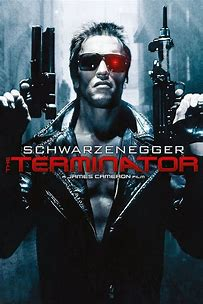 SCHWARZENEGGER
THE TERMINATOR
A JAMES CAMERON FILM